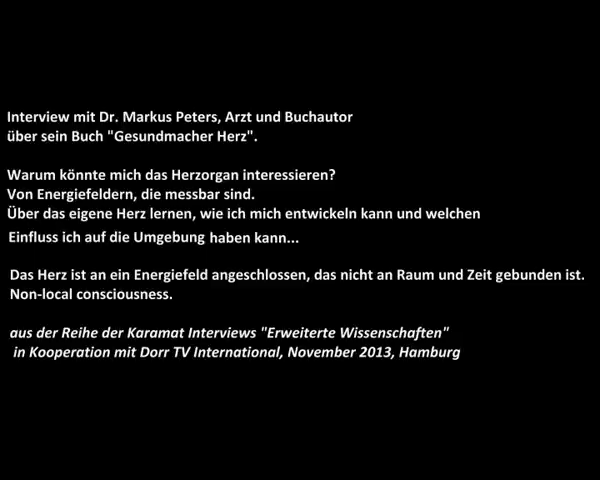 Interview mit Dr. Markus Peters, Arzt und Buchautor
über sein Buch "Gesundmacher Herz".
Warum könnte mich das Herzorgan interessieren?
Von Energiefeldern, die messbar sind.
Über das eigene Herz lernen, wie ich mich entwickeln kann und welchen
Einfluss ich auf die Umgebung haben kann...
Das Herz ist an ein Energiefeld angeschlossen, das nicht an Raum und Zeit gebunden ist.
Non-local consciousness.
aus der Reihe der Karamat Interviews "Erweiterte Wissenschaften"
in Kooperation mit Dorr TV International, November 2013, Hamburg